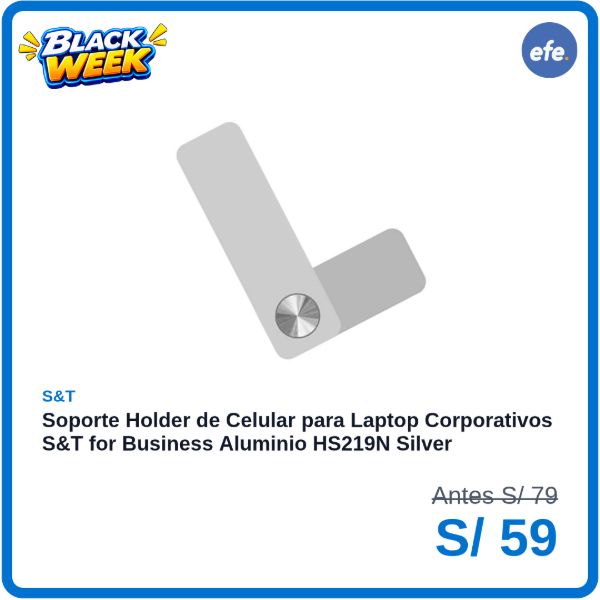 BLACK
WEEK
efe.
S&T
Soporte Holder de Celular para Laptop Corporativos
S&T for Business Aluminio HS219N Silver
Antes S/ 79
S/ 59